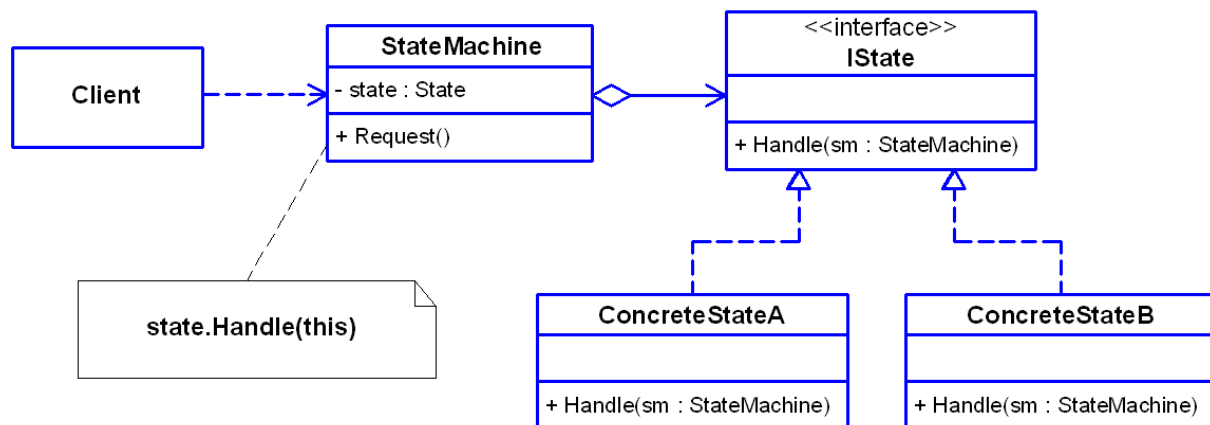 Client
StateMachine
- state : State
+ Request()
<<interface>>
IState
+ Handle(sm : StateMachine)
state.Handle(this)
ConcreteStateA
+ Handle(sm : StateMachine)
ConcreteStateB
+ Handle(sm : StateMachine)